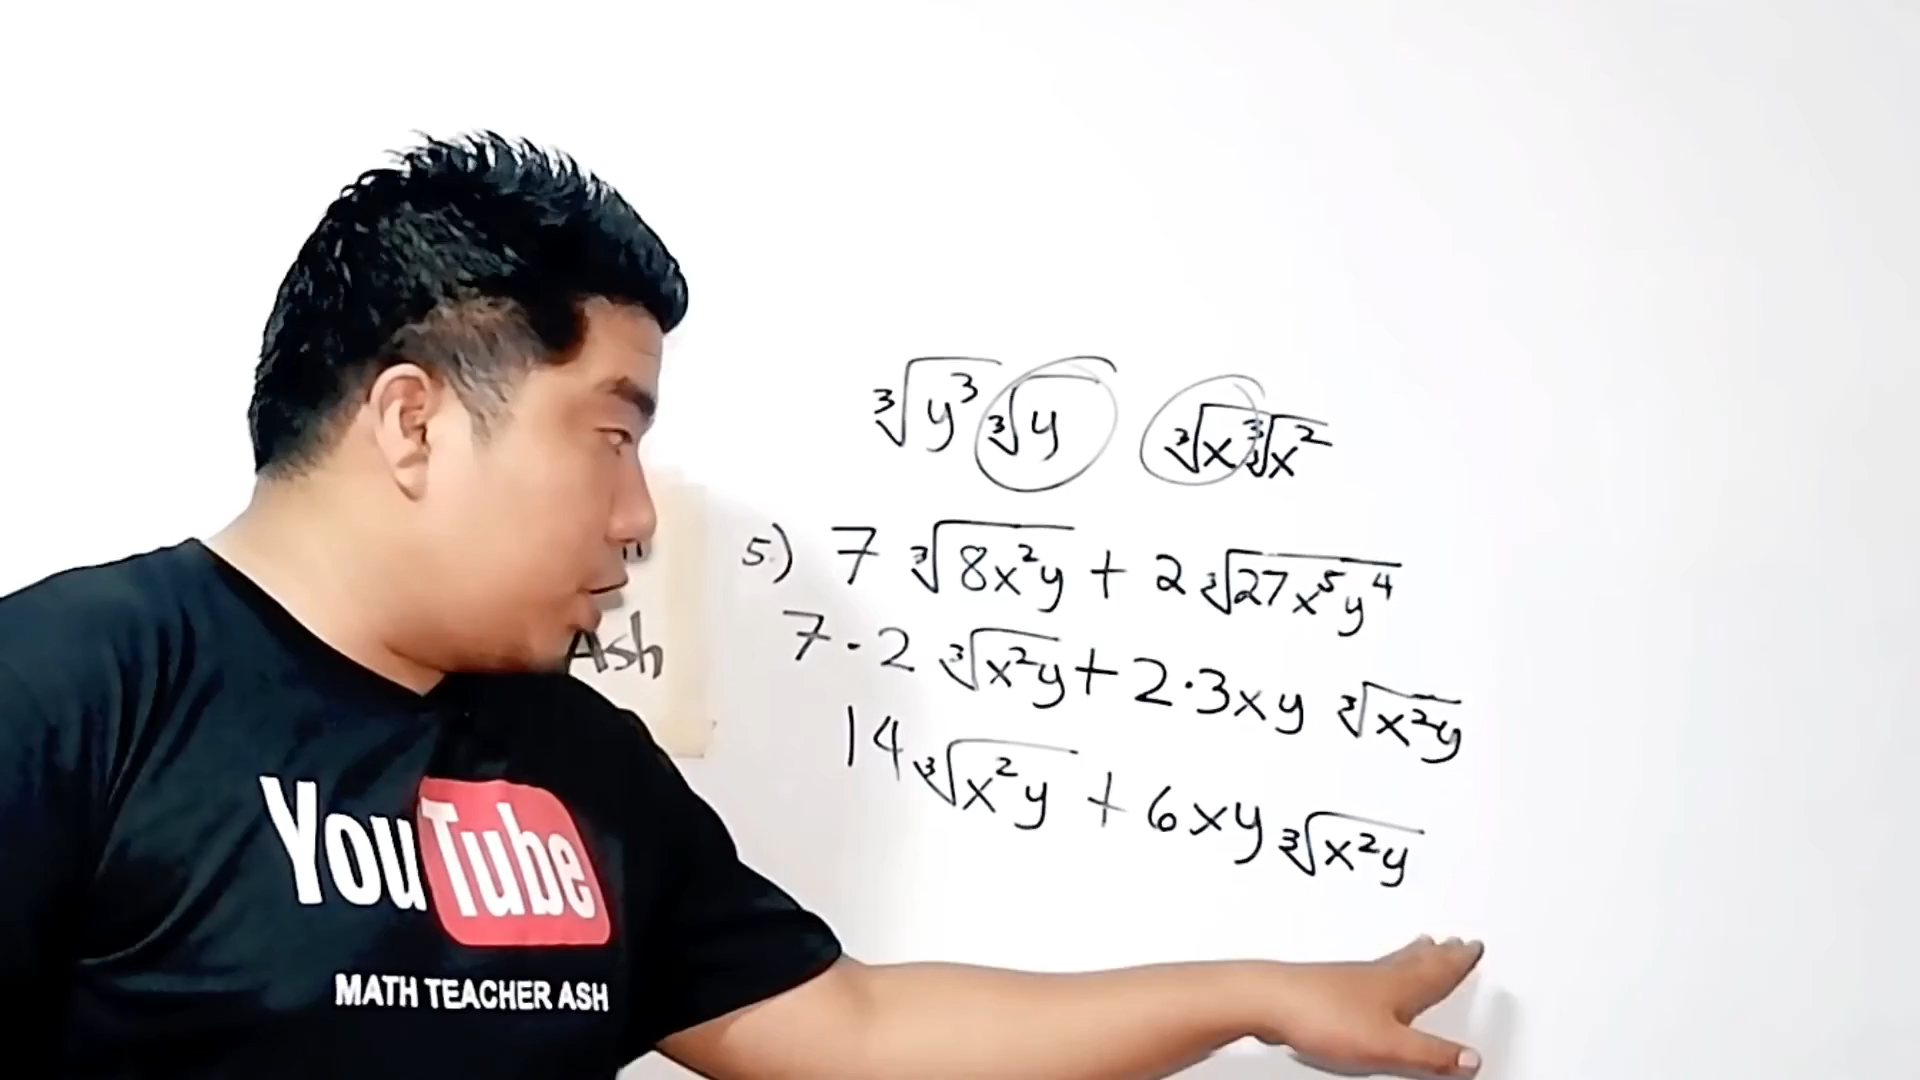 ∛y³ ∛y ∛x ∛x²
5.) 7 ∛8x²y + 2 ∛27x⁵y⁴
7 · 2 ∛x²y + 2·3xy ∛x²y
14 ∛x²y + 6xy ∛x²y
Ash
YouTube
MATH TEACHER ASH